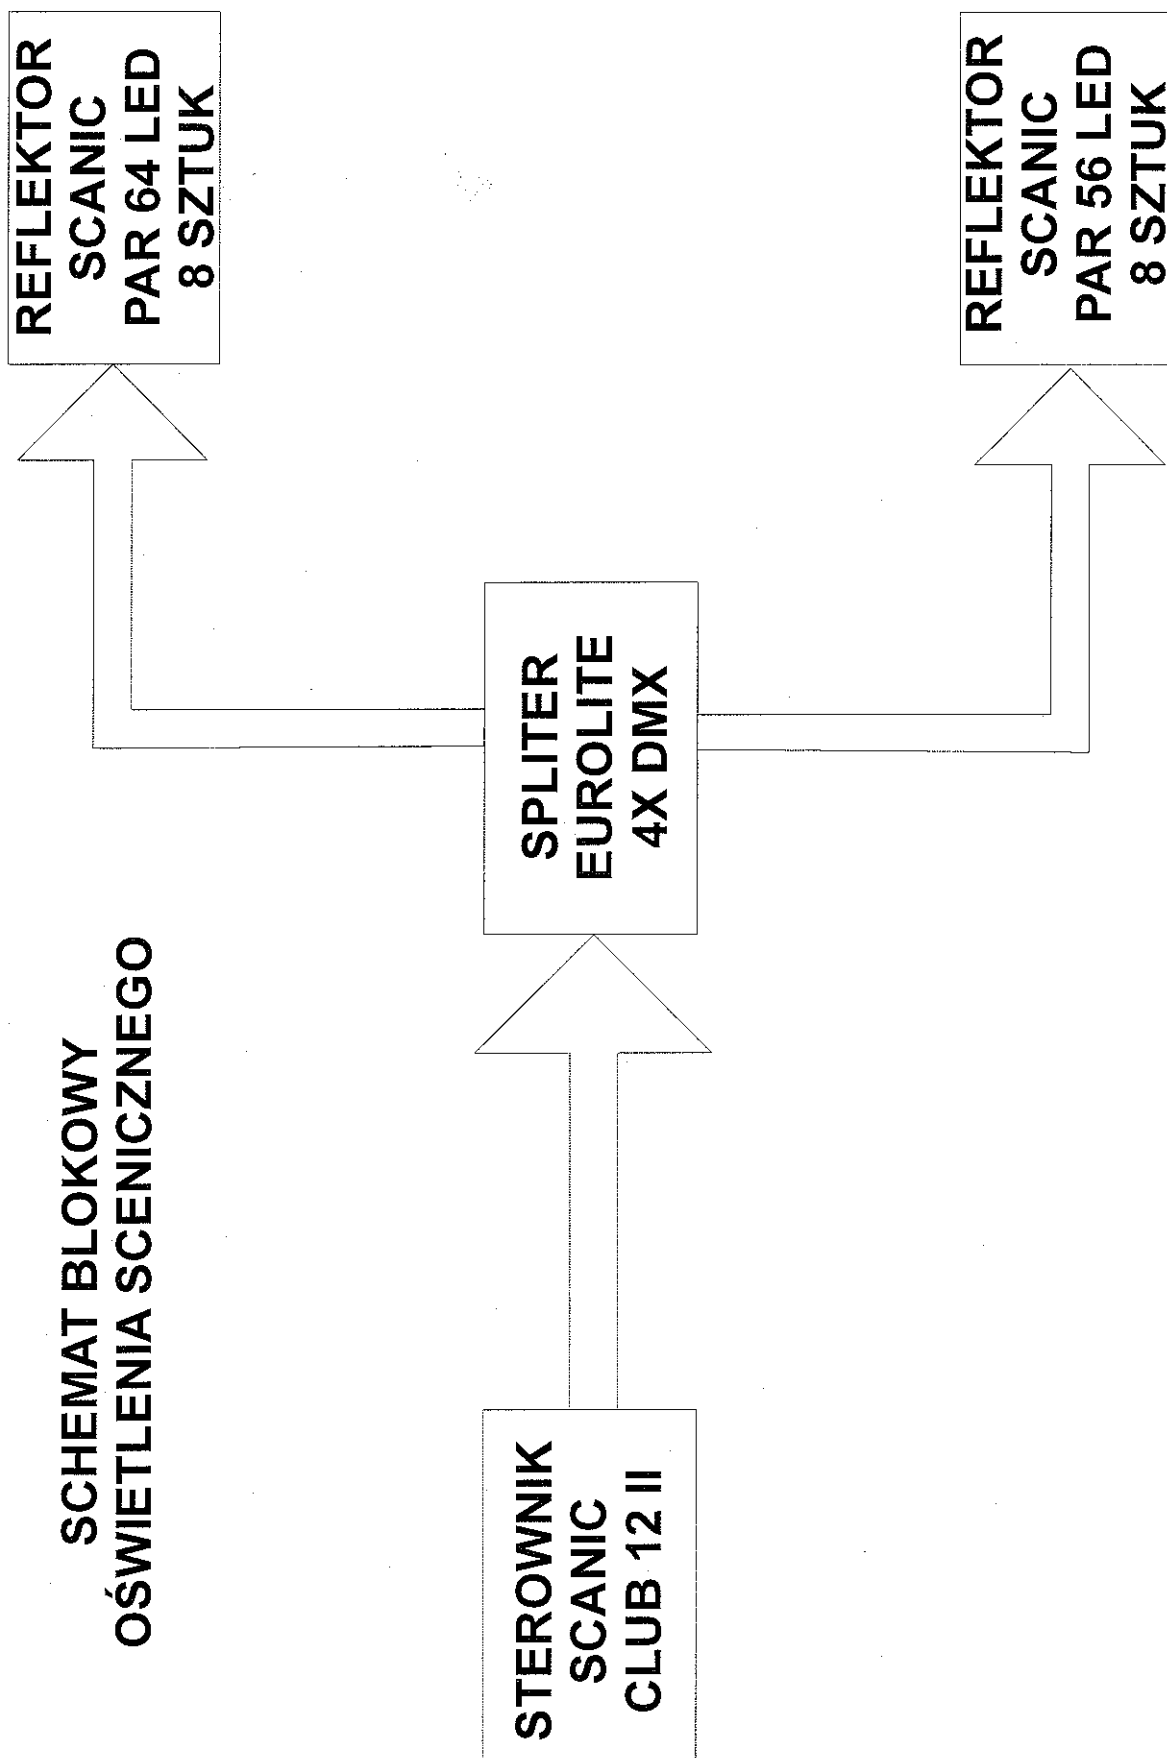 SCHEMAT BLOKOWY
OŚWIETLENIA SCENICZNEGO
STEROWNIK
SCANIC
CLUB 12 II
SPLITER
EUROLITE
4X DMX
REFLEKTOR
SCANIC
PAR 64 LED
8 SZTUK
REFLEKTOR
SCANIC
PAR 56 LED
8 SZTUK